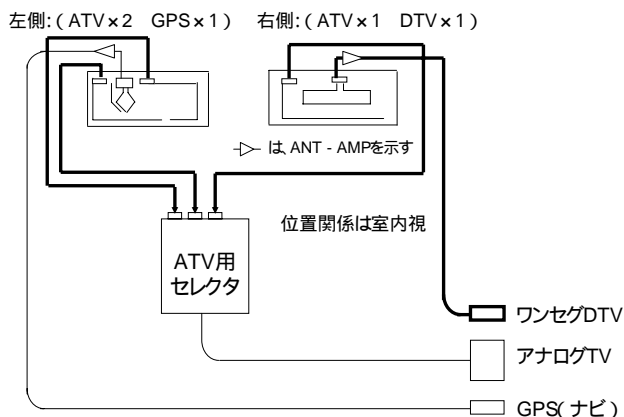 左側:(ATV×2 GPS×1) 右側:(ATV×1 DTV×1)
は、ANT - AMPを示す
位置関係は室内視
ATV用
セレクタ
ワンセグDTV
アナログTV
GPS(ナビ)